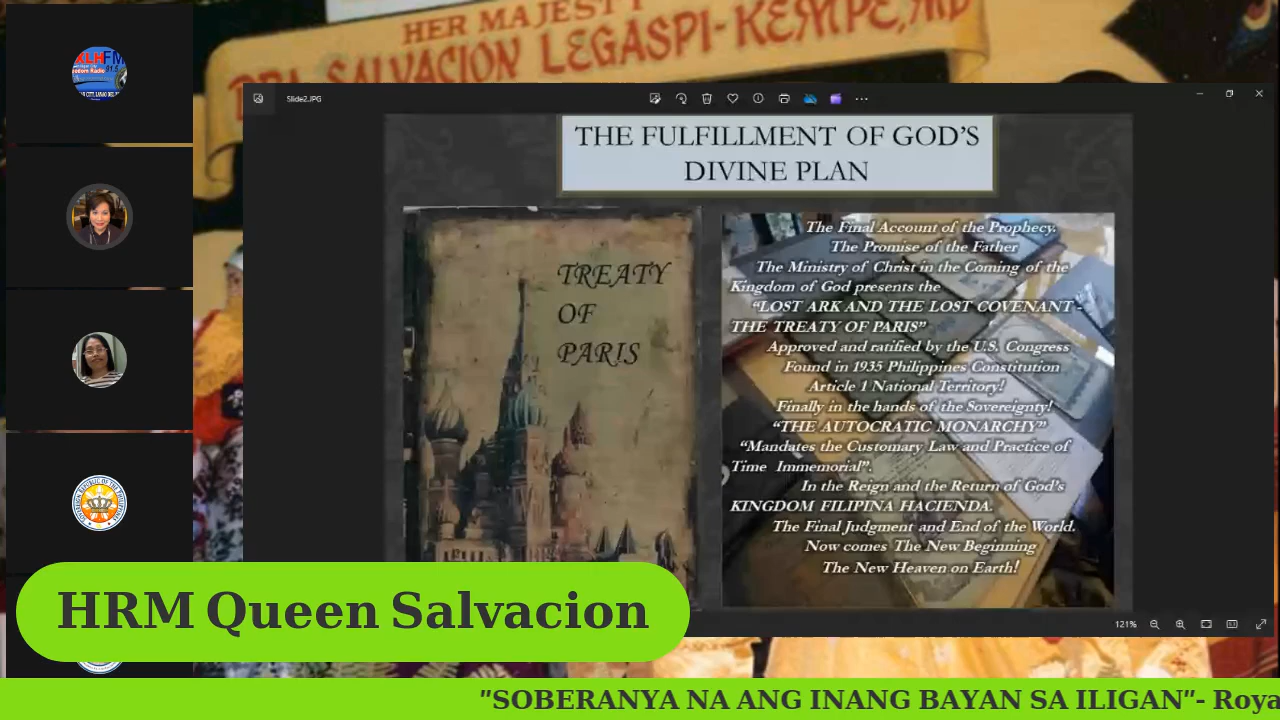 HER MAJESTY
DRA. SALVACION LEGASPI-KEMPE, MD
XLHFM
Slide2.JPG
THE FULFILLMENT OF GOD'S
DIVINE PLAN
TREATY
OF
PARIS
The Final Account of the Prophecy.
The Promise of the Father
The Ministry of Christ in the Coming of the
Kingdom of God presents the
“LOST ARK AND THE LOST COVENANT -
THE TREATY OF PARIS”
Approved and ratified by the U.S. Congress
Found in 1935 Philippines Constitution
Article 1 National Territory!
Finally in the hands of the Sovereignty!
“THE AUTOCRATIC MONARCHY”
“Mandates the Customary Law and Practice of
Time Immemorial”.
In the Reign and the Return of God's
KINGDOM FILIPINA HACIENDA.
The Final Judgment and End of the World.
Now comes The New Beginning
The New Heaven on Earth!
121%
HRM Queen Salvacion
"SOBERANYA NA ANG INANG BAYAN SA ILIGAN"- Roya